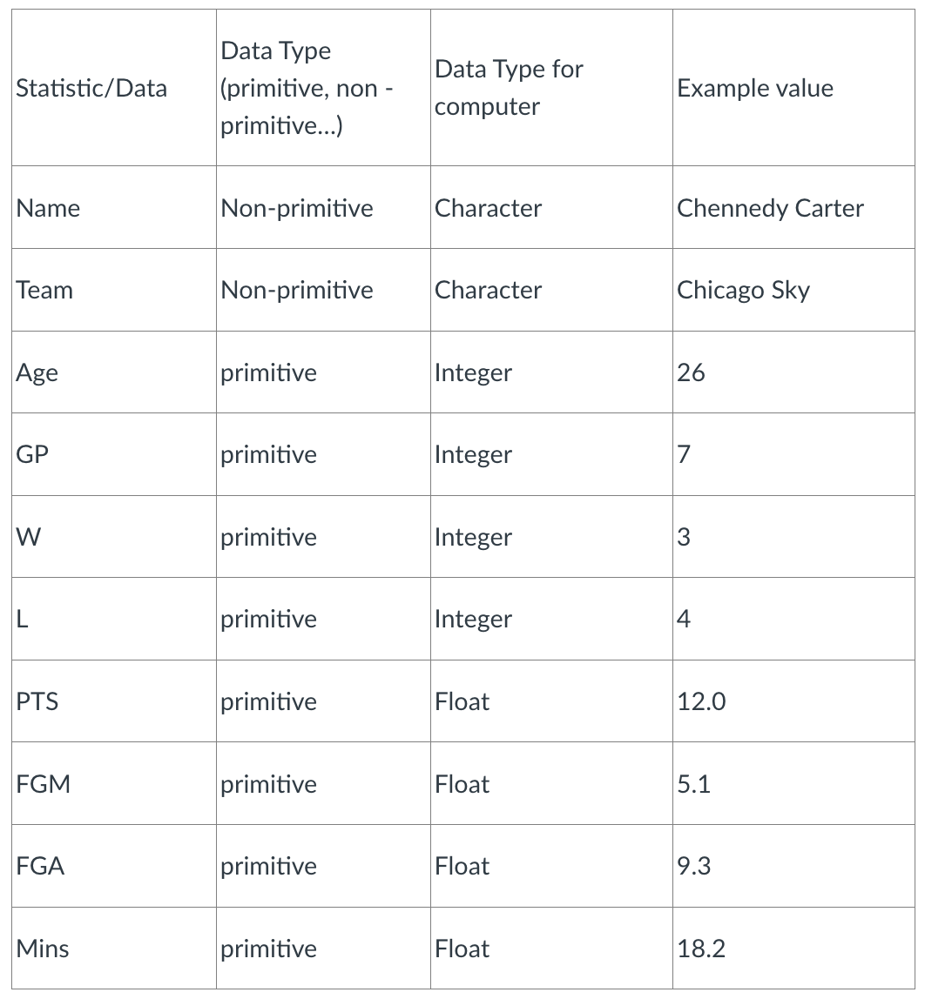 Statistic/Data
Data Type
(primitive, non -
primitive...)
Data Type for
computer
Example value
Name
Non-primitive
Character
Chennedy Carter
Team
Non-primitive
Character
Chicago Sky
Age
primitive
Integer
26
GP
primitive
Integer
7
W
primitive
Integer
3
L
primitive
Integer
4
PTS
primitive
Float
12.0
FGM
primitive
Float
5.1
FGA
primitive
Float
9.3
Mins
primitive
Float
18.2